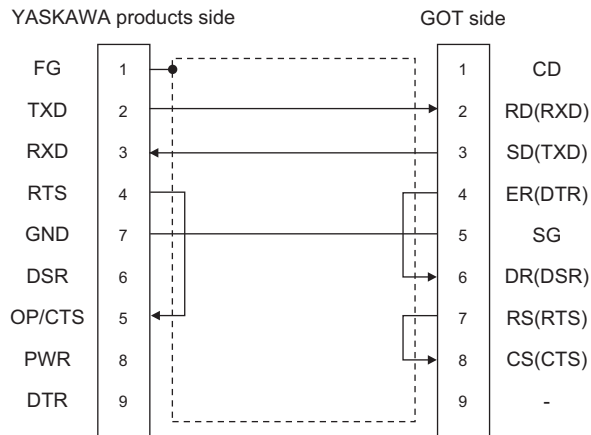 YASKAWA products side GOT side
FG 1 1 CD
TXD 2 2 RD(RXD)
RXD 3 3 SD(TXD)
RTS 4 4 ER(DTR)
GND 7 5 SG
DSR 6 6 DR(DSR)
OP/CTS 5 7 RS(RTS)
PWR 8 8 CS(CTS)
DTR 9 9 -